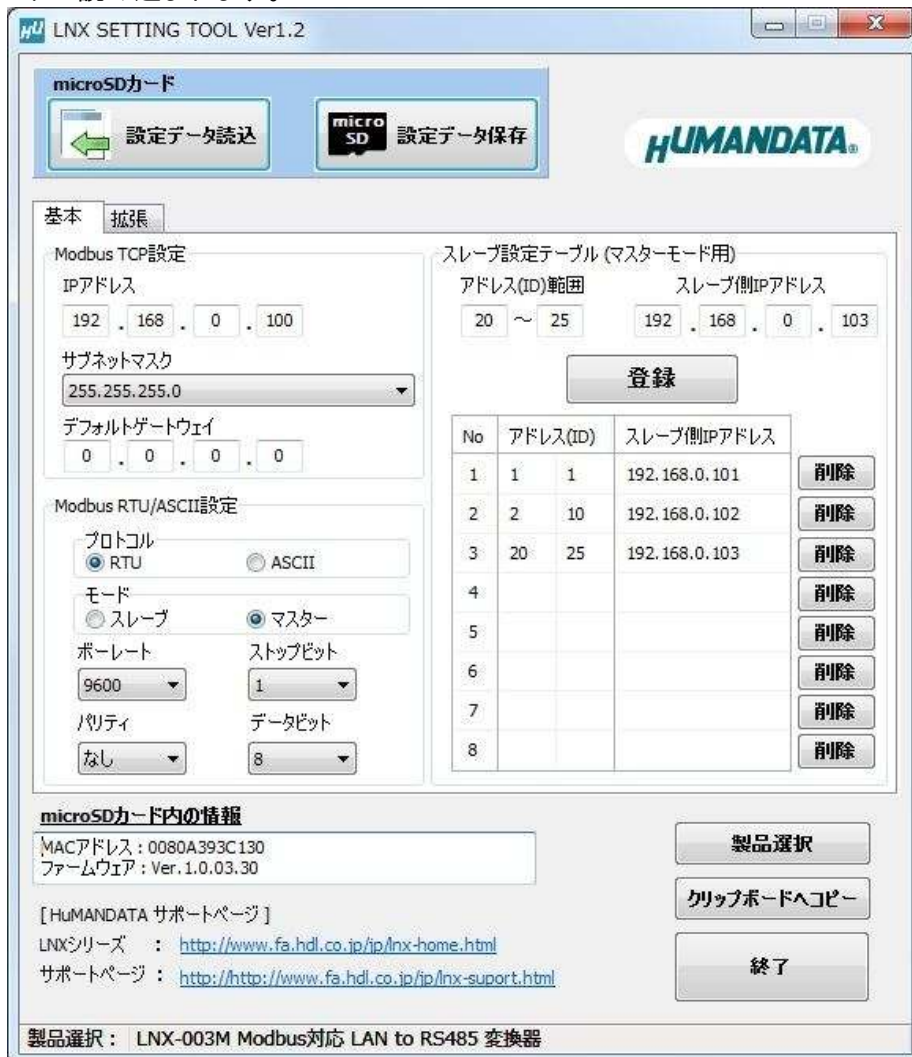 LNX SETTING TOOL Ver1.2
microSDカード
設定データ読込
micro SD 設定データ保存
HUMANDATA®
基本 拡張
Modbus TCP設定
IPアドレス
192 . 168 . 0 . 100
サブネットマスク
255.255.255.0
デフォルトゲートウェイ
0 . 0 . 0 . 0
Modbus RTU/ASCII設定
プロトコル
RTU ASCII
モード
スレーブ マスター
ボーレート ストップビット
9600 1
パリティ データビット
なし 8
スレーブ設定テーブル (マスターモード用)
アドレス(ID)範囲 スレーブ側IPアドレス
20 ～ 25 192 . 168 . 0 . 103
登録
No アドレス(ID) スレーブ側IPアドレス
1 1 1 192.168.0.101 削除
2 2 10 192.168.0.102 削除
3 20 25 192.168.0.103 削除
4 削除
5 削除
6 削除
7 削除
8 削除
microSDカード内の情報
MACアドレス : 0080A393C130
ファームウェア : Ver.1.0.03.30
[HuMANDATA サポートページ]
LNXシリーズ : http://www.fa.hdl.co.jp/jp/lnx-home.html
サポートページ : http://http://www.fa.hdl.co.jp/jp/lnx-suport.html
製品選択
クリップボードへコピー
終了
製品選択： LNX-003M Modbus対応 LAN to RS485 変換器